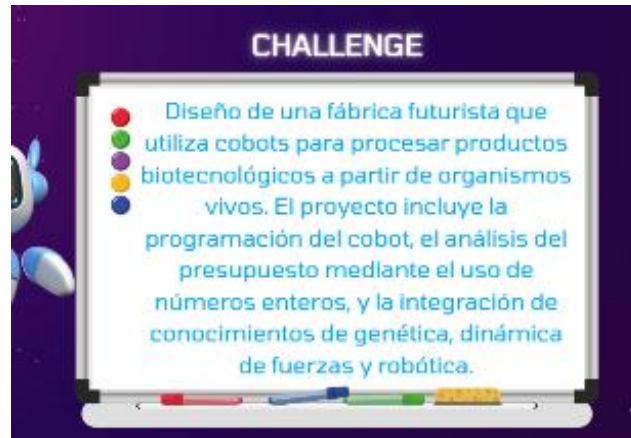 CHALLENGE
Diseño de una fábrica futurista que
utiliza cobots para procesar productos
biotecnológicos a partir de organismos
vivos. El proyecto incluye la
programación del cobot, el análisis del
presupuesto mediante el uso de
números enteros, y la integración de
conocimientos de genética, dinámica
de fuerzas y robótica.